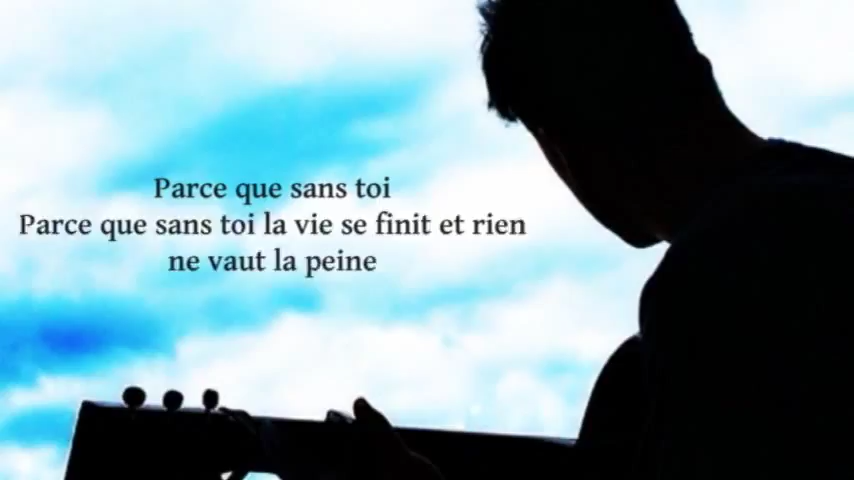 Parce que sans toi
Parce que sans toi la vie se finit et rien
ne vaut la peine